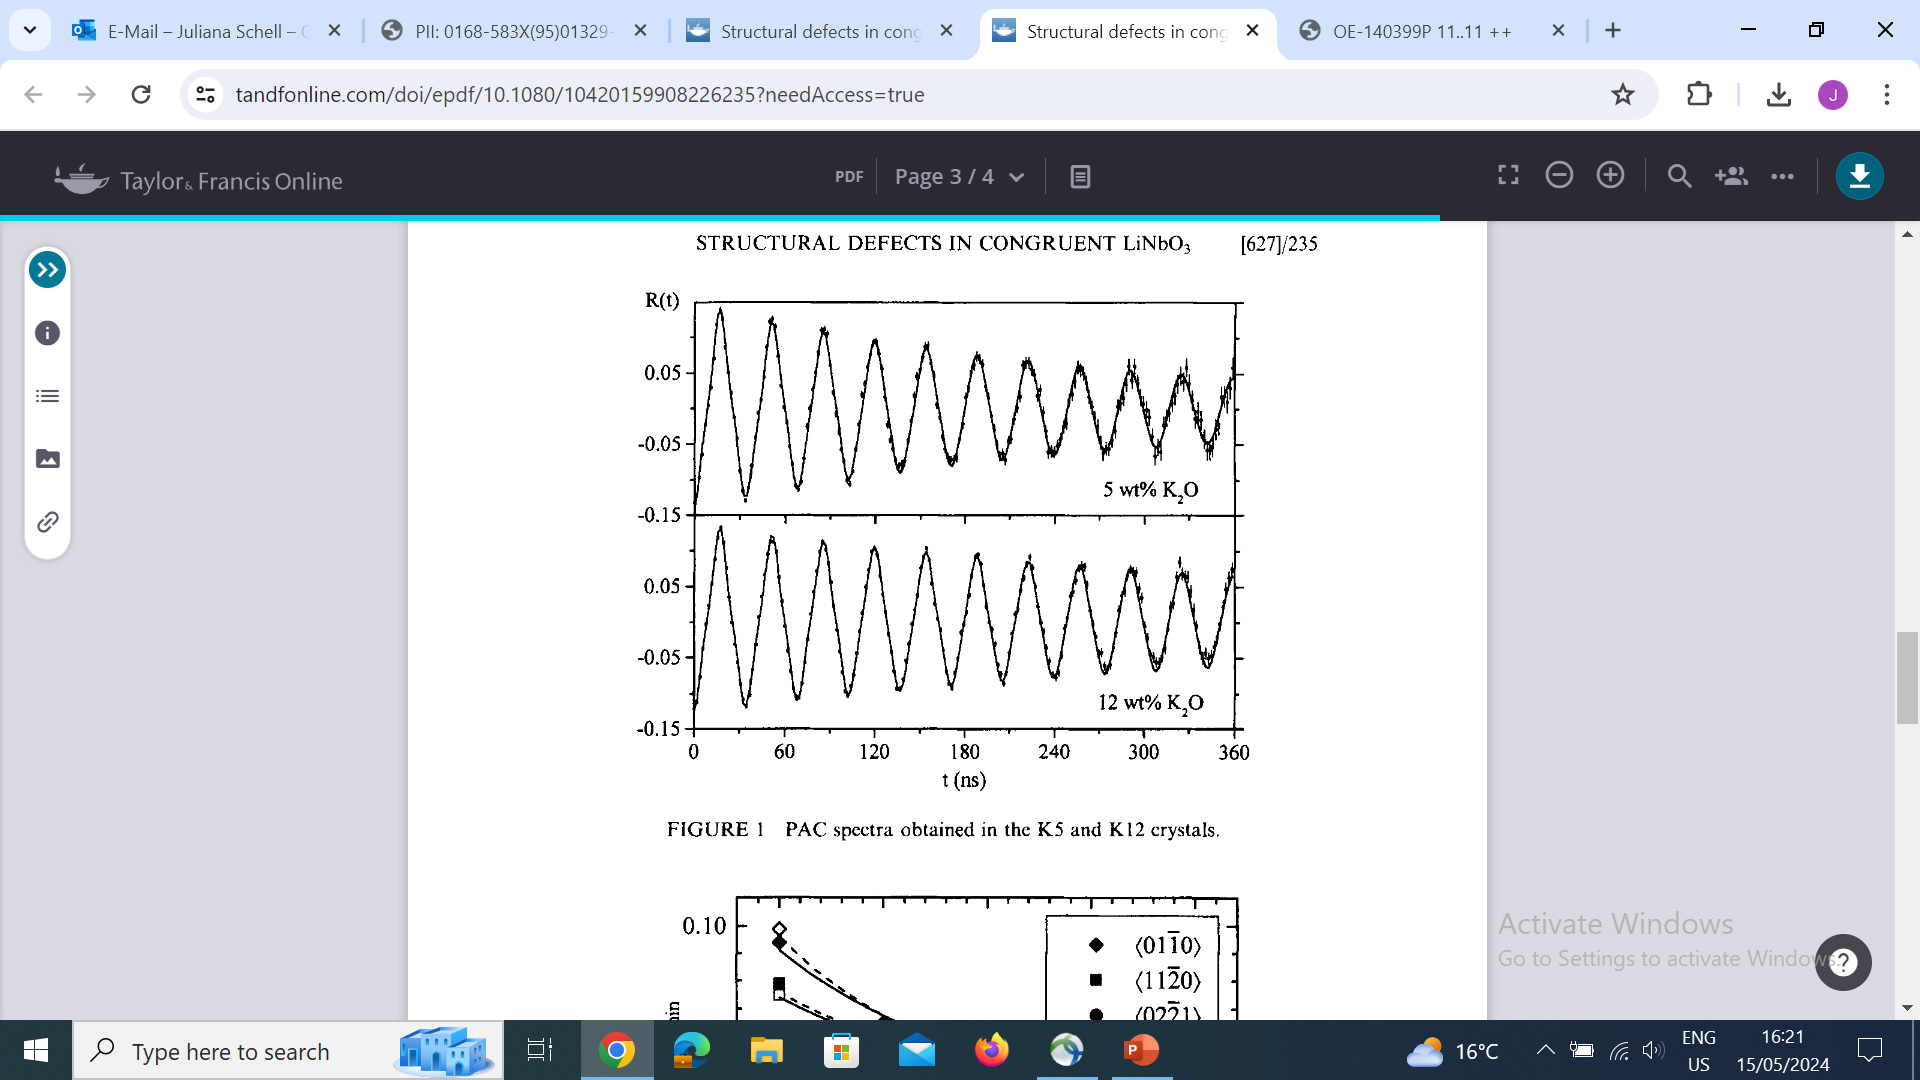 E-Mail – Juliana Schell –
PII: 0168-583X(95)01329-
Structural defects in cong
Structural defects in cong
OE-140399P 11..11 ++
tandfonline.com/doi/epdf/10.1080/10420159908226235?needAccess=true
J
Taylor & Francis Online
PDF
Page 3 / 4
STRUCTURAL DEFECTS IN CONGRUENT LiNbO3 [627]/235
R(t)
0.05
-0.05
5 wt% K2O
-0.15
0.05
-0.05
12 wt% K2O
-0.15
0 60 120 180 240 300 360
t (ns)
FIGURE 1 PAC spectra obtained in the K5 and K12 crystals.
0.10
⟨011̅0⟩
⟨112̅0⟩
⟨022̅1⟩
Activate Windows
Go to Settings to activate Windows.
Type here to search
16°C
ENG
US
16:21
15/05/2024